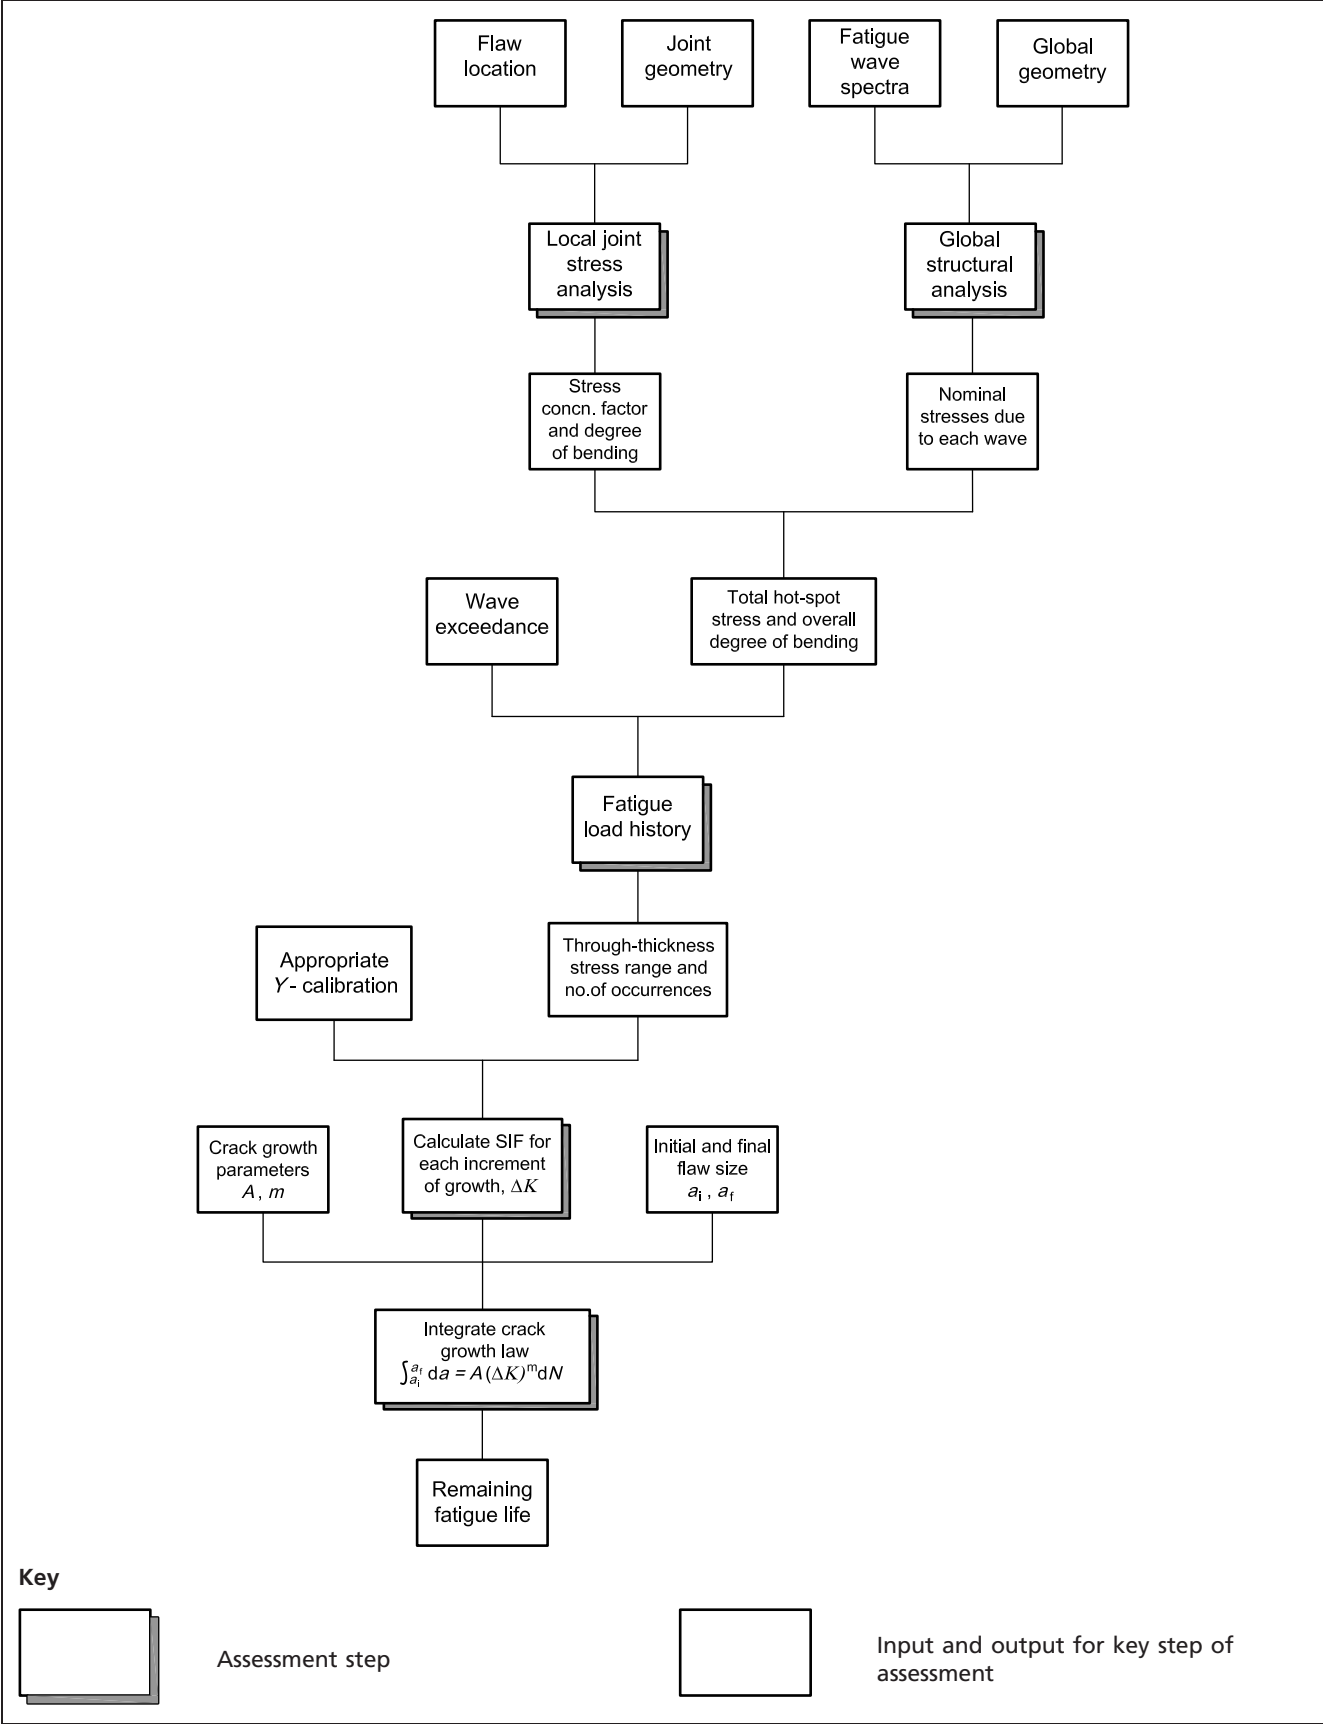 Flaw
location
Joint
geometry
Fatigue
wave
spectra
Global
geometry
Local joint
stress
analysis
Global
structural
analysis
Stress
concn. factor
and degree
of bending
Nominal
stresses due
to each wave
Wave
exceedance
Total hot-spot
stress and overall
degree of bending
Fatigue
load history
Appropriate
Y - calibration
Through-thickness
stress range and
no.of occurrences
Crack growth
parameters
A , m
Calculate SIF for
each increment
of growth, ΔK
Initial and final
flaw size
a_i , a_f
Integrate crack
growth law
∫_{a_i}^{a_f} da = A (ΔK)^m dN
Remaining
fatigue life
Key
Assessment step
Input and output for key step of
assessment